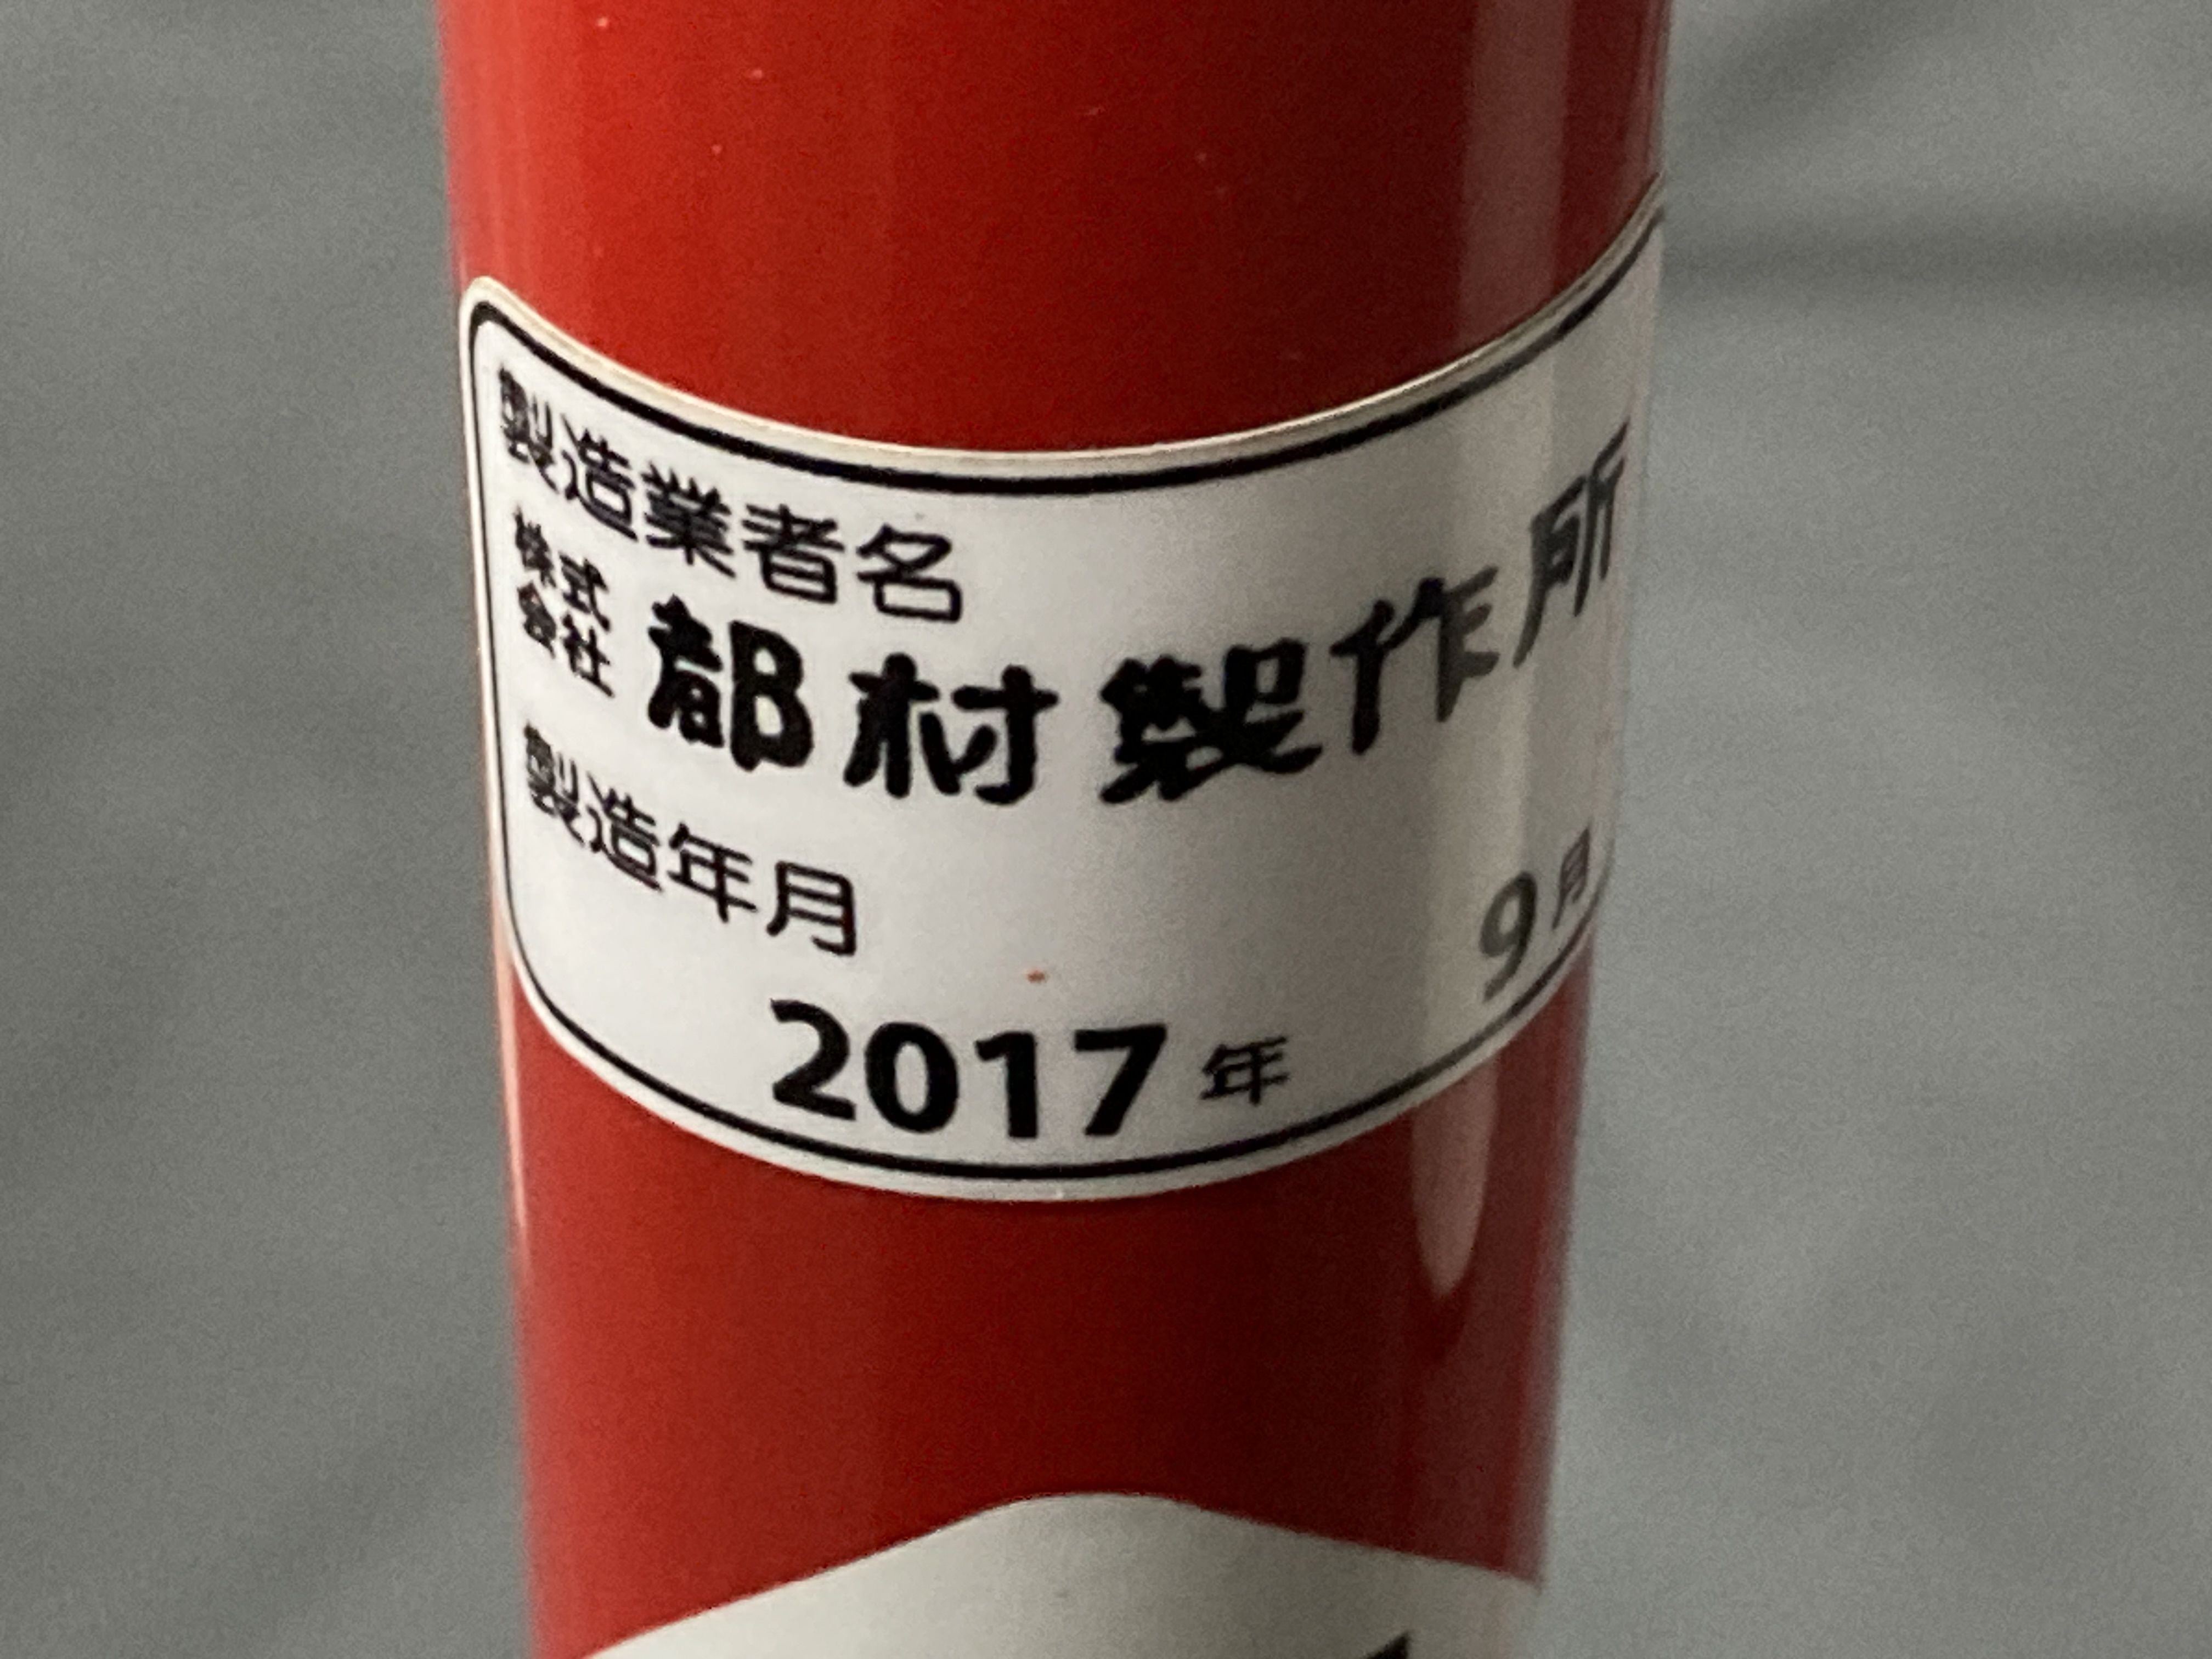 製造業者名
株式会社 都村製作所
製造年月
2017年 9月